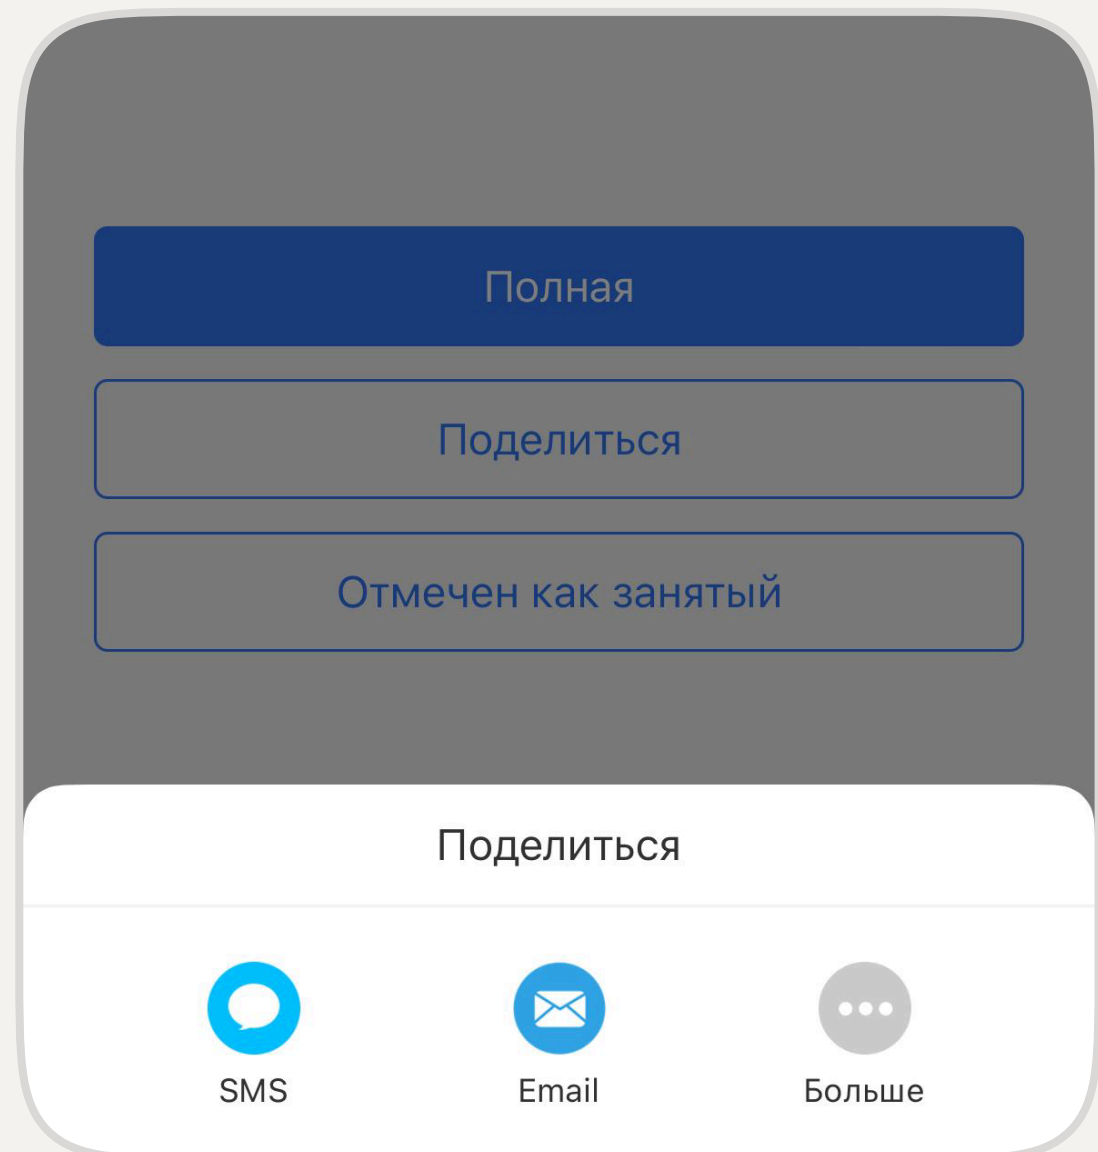 Полная
Поделиться
Отмечен как занятый
Поделиться
SMS
Email
Больше